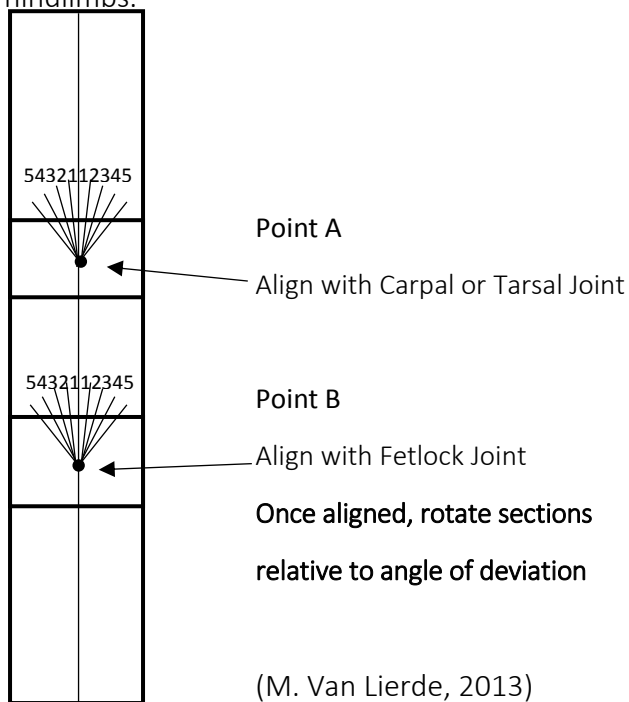 hindlimbs.
5432112345
Point A
Align with Carpal or Tarsal Joint
5432112345
Point B
Align with Fetlock Joint
Once aligned, rotate sections
relative to angle of deviation
(M. Van Lierde, 2013)